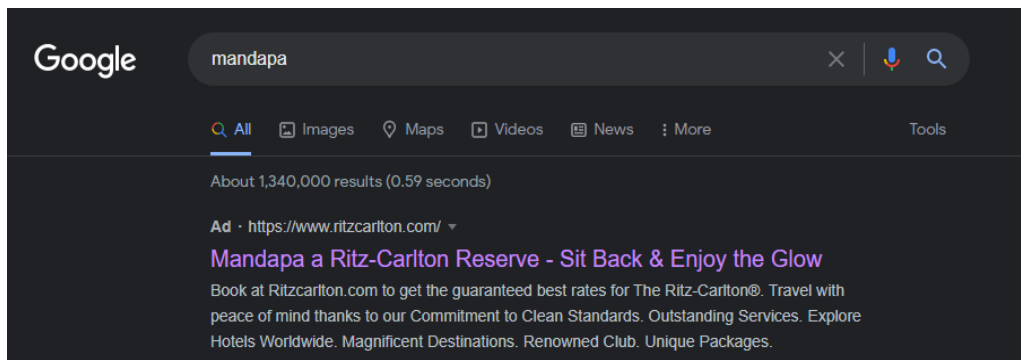 Google
mandapa
All Images Maps Videos News More Tools
About 1,340,000 results (0.59 seconds)
Ad · https://www.ritzcarlton.com/
Mandapa a Ritz-Carlton Reserve - Sit Back & Enjoy the Glow
Book at Ritzcarlton.com to get the guaranteed best rates for The Ritz-Carlton®. Travel with
peace of mind thanks to our Commitment to Clean Standards. Outstanding Services. Explore
Hotels Worldwide. Magnificent Destinations. Renowned Club. Unique Packages.